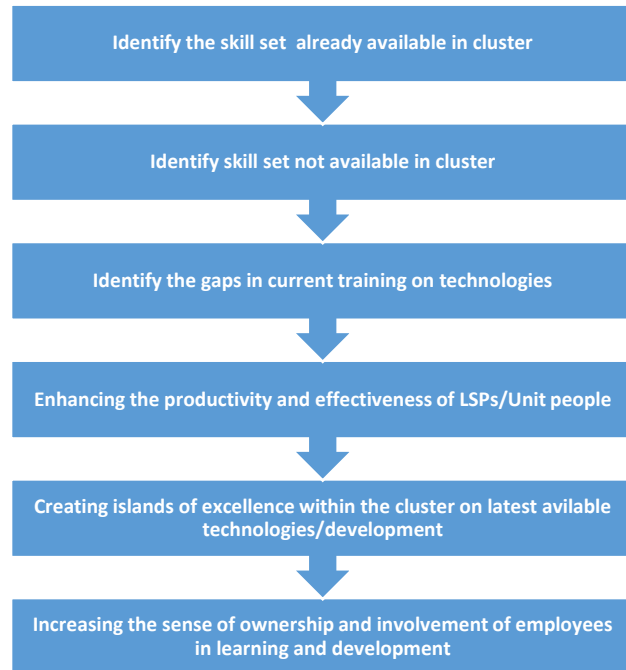 Identify the skill set  already available in cluster
Identify skill set not available in cluster
Identify the gaps in current training on technologies
Enhancing the productivity and effectiveness of LSPs/Unit people
Creating islands of excellence within the cluster on latest avilable
technologies/development
Increasing the sense of ownership and involvement of employees
in learning and development